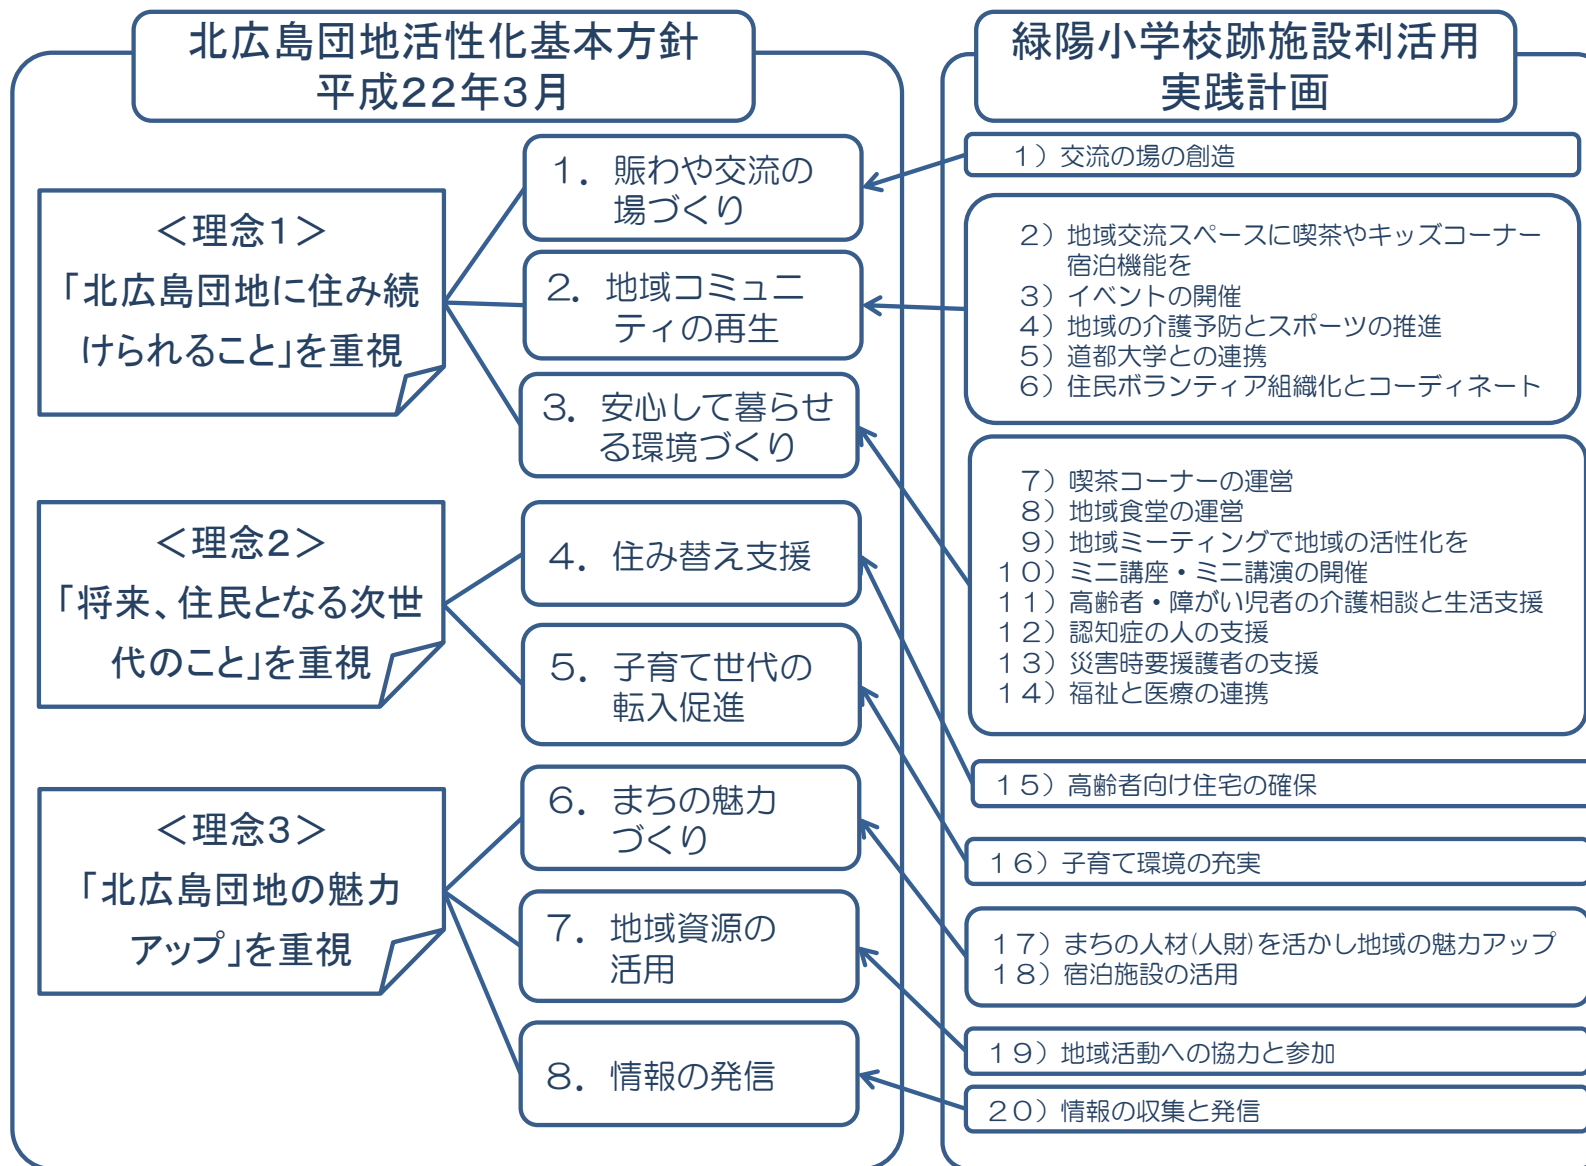 北広島団地活性化基本方針
平成22年3月
<理念1>
「北広島団地に住み続
けられること」を重視
<理念2>
「将来、住民となる次世
代のこと」を重視
<理念3>
「北広島団地の魅力
アップ」を重視
1．賑わや交流の
場づくり
2．地域コミュニ
ティの再生
3．安心して暮らせ
る環境づくり
4．住み替え支援
5．子育て世代の
転入促進
6．まちの魅力
づくり
7．地域資源の
活用
8．情報の発信
緑陽小学校跡施設利活用
実践計画
1）交流の場の創造
2）地域交流スペースに喫茶やキッズコーナー
宿泊機能を
3）イベントの開催
4）地域の介護予防とスポーツの推進
5）道都大学との連携
6）住民ボランティア組織化とコーディネート
7）喫茶コーナーの運営
8）地域食堂の運営
9）地域ミーティングで地域の活性化を
10）ミニ講座・ミニ講演の開催
11）高齢者・障がい児者の介護相談と生活支援
12）認知症の人の支援
13）災害時要援護者の支援
14）福祉と医療の連携
15）高齢者向け住宅の確保
16）子育て環境の充実
17）まちの人材(人財)を活かし地域の魅力アップ
18）宿泊施設の活用
19）地域活動への協力と参加
20）情報の収集と発信